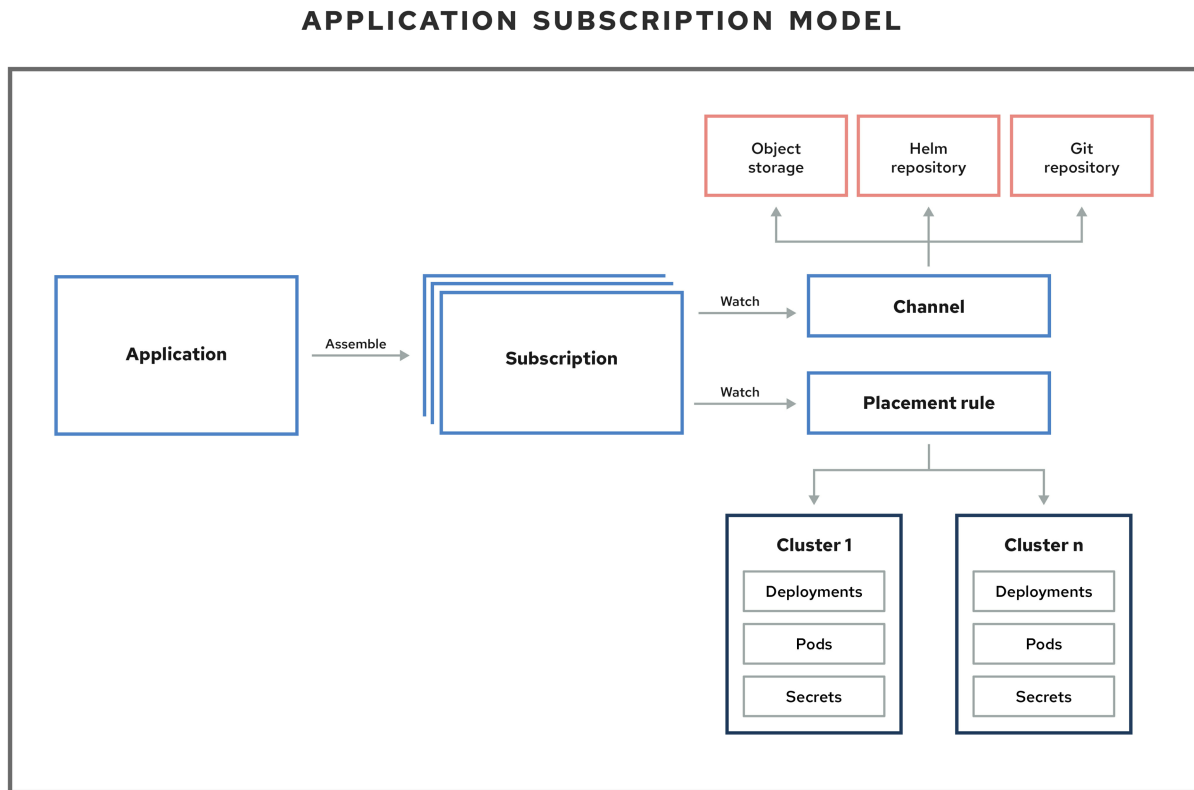 APPLICATION SUBSCRIPTION MODEL
Object
storage
Helm
repository
Git
repository
Application
Assemble
Subscription
Watch
Channel
Watch
Placement rule
Cluster 1
Deployments
Pods
Secrets
Cluster n
Deployments
Pods
Secrets